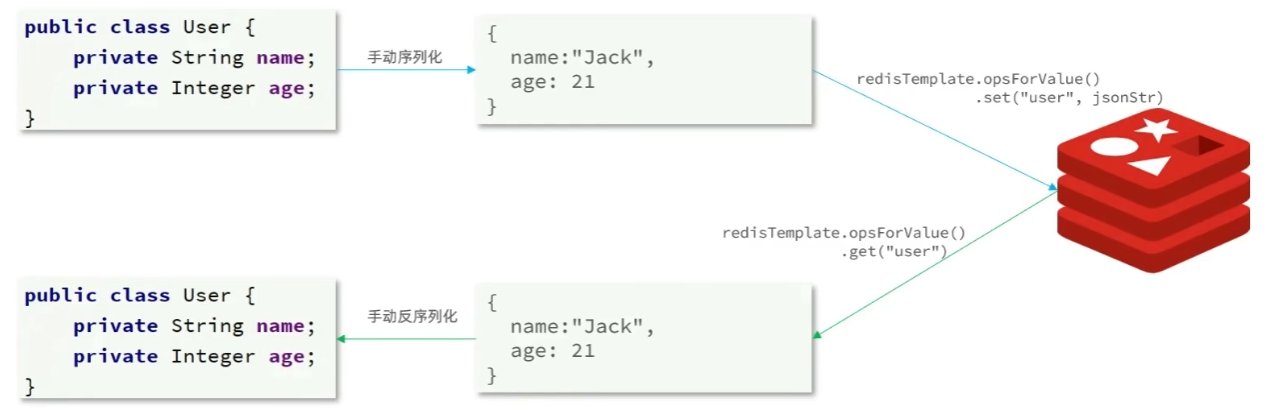 public class User {
    private String name;
    private Integer age;
}
手动序列化
{
  name:"Jack",
  age: 21
}
redisTemplate.opsForValue()
.set("user", jsonStr)
redisTemplate.opsForValue()
.get("user")
public class User {
    private String name;
    private Integer age;
}
手动反序列化
{
  name:"Jack",
  age: 21
}